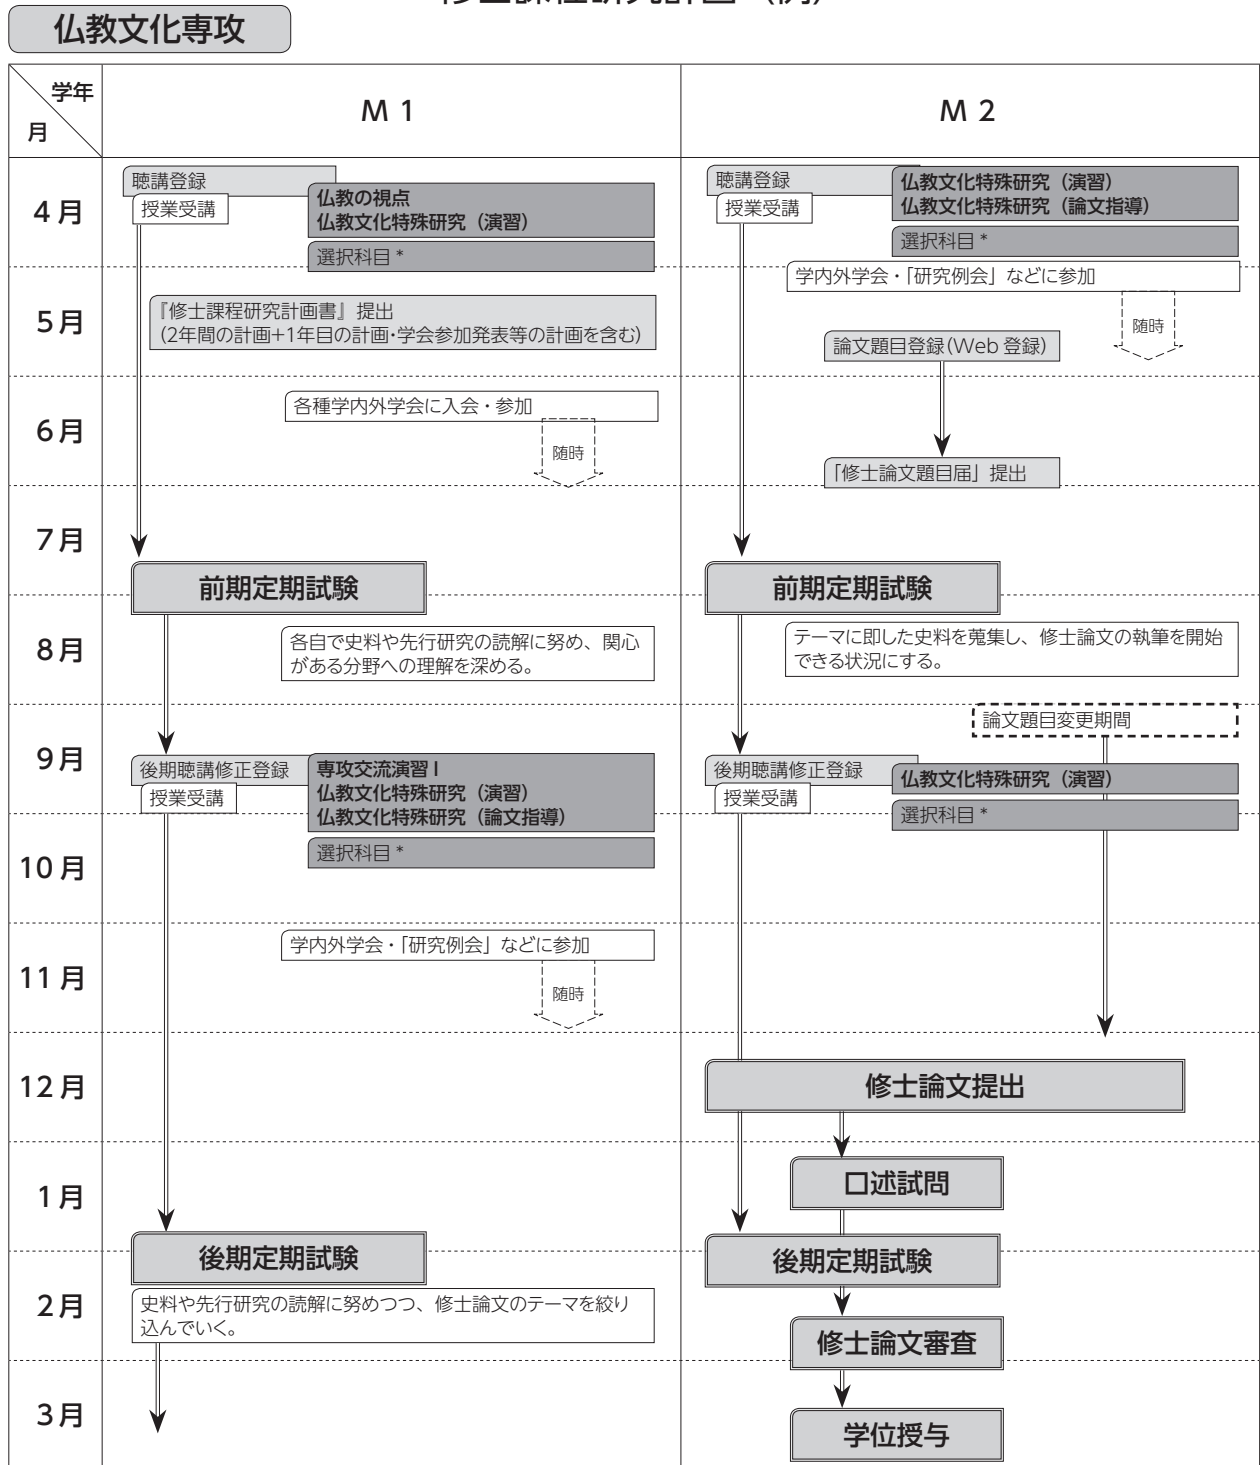 修士課程研究計画（例）
仏教文化専攻
学年
月
M 1
M 2
4月
聴講登録
授業受講
仏教の視点
仏教文化特殊研究（演習）
選択科目 *
聴講登録
授業受講
仏教文化特殊研究（演習）
仏教文化特殊研究（論文指導）
選択科目 *
学内外学会・「研究例会」などに参加
随時
5月
『修士課程研究計画書』提出
(2年間の計画+1年目の計画・学会参加発表等の計画を含む)
論文題目登録(Web 登録)
6月
各種学内外学会に入会・参加
随時
「修士論文題目届」提出
7月
前期定期試験
前期定期試験
8月
各自で史料や先行研究の読解に努め、関心
がある分野への理解を深める。
テーマに即した史料を蒐集し、修士論文の執筆を開始
できる状況にする。
論文題目変更期間
9月
後期聴講修正登録
授業受講
専攻交流演習 I
仏教文化特殊研究（演習）
仏教文化特殊研究（論文指導）
選択科目 *
後期聴講修正登録
授業受講
仏教文化特殊研究（演習）
選択科目 *
10月
11月
学内外学会・「研究例会」などに参加
随時
12月
修士論文提出
1月
口述試問
後期定期試験
後期定期試験
2月
史料や先行研究の読解に努めつつ、修士論文のテーマを絞り
込んでいく。
修士論文審査
3月
学位授与